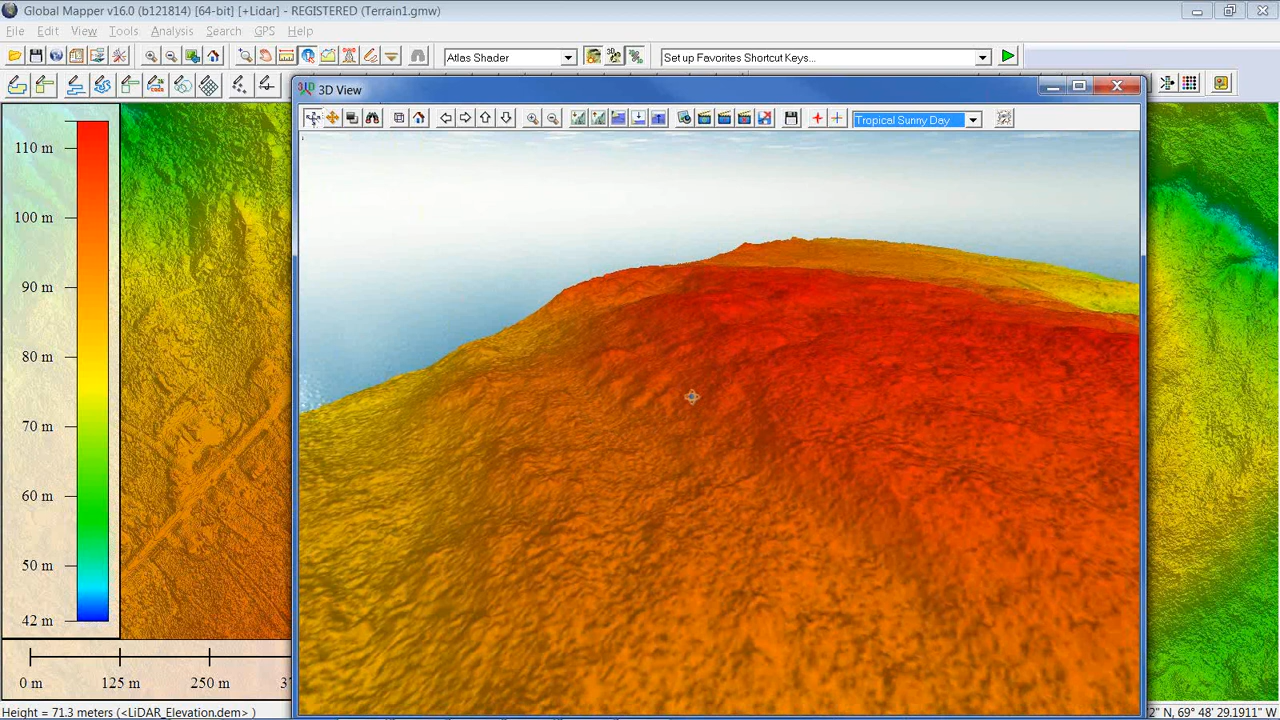 Global Mapper v16.0 (b121814) [64-bit] [+Lidar] - REGISTERED (Terrain1.gmw)
File Edit View Tools Analysis Search GPS Help
Atlas Shader
Set up Favorites Shortcut Keys...
3D View
Tropical Sunny Day
110 m
100 m
90 m
80 m
70 m
60 m
50 m
42 m
0 m 125 m 250 m
Height = 71.3 meters (<LiDAR_Elevation.dem> )
2" N, 69° 48' 29.1911" W